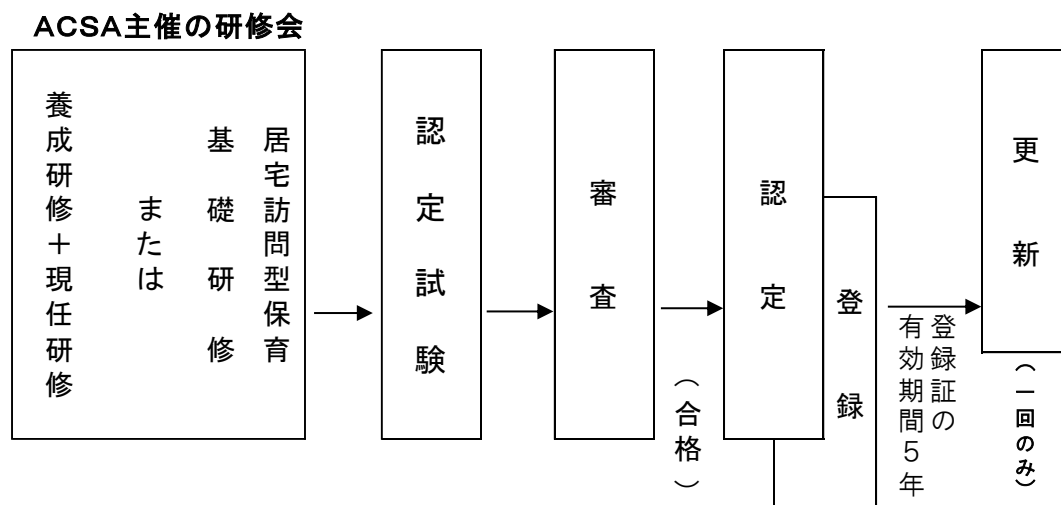 ACSA主催の研修会
居宅訪問型保育
基礎研修
または
養成研修＋現任研修
認定試験
審査
（合格）
認定
登録
登録証の
有効期間５年
更新
（一回のみ）